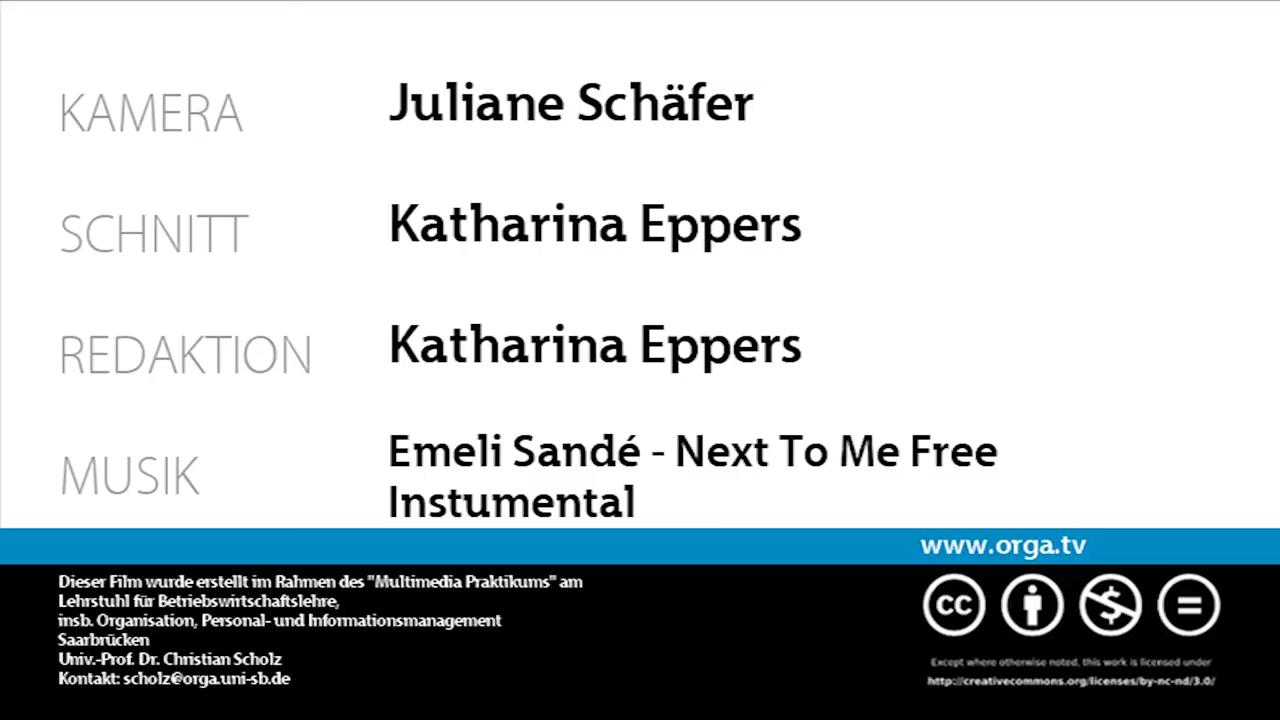 KAMERA Juliane Schäfer
SCHNITT Katharina Eppers
REDAKTION Katharina Eppers
MUSIK Emeli Sandé - Next To Me Free
Instumental
www.orga.tv
Dieser Film wurde erstellt im Rahmen des "Multimedia Praktikums" am
Lehrstuhl für Betriebswirtschaftslehre,
insb. Organisation, Personal- und Informationsmanagement
Saarbrücken
Univ.-Prof. Dr. Christian Scholz
Kontakt: scholz@orga.uni-sb.de
cc $ =
Except where otherwise noted, this work is licensed under
http://creativecommons.org/licenses/by-nc-nd/3.0/